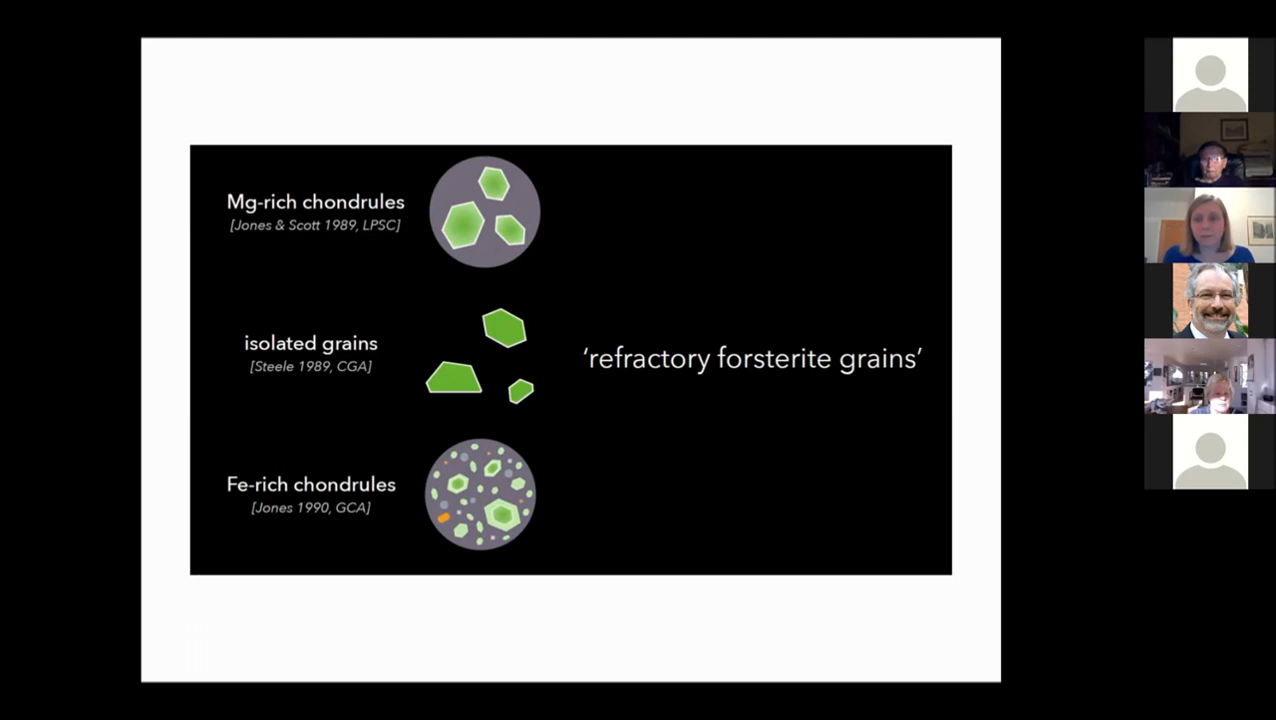 Mg-rich chondrules
[Jones & Scott 1989, LPSC]
isolated grains
[Steele 1989, CGA]
‘refractory forsterite grains’
Fe-rich chondrules
[Jones 1990, GCA]